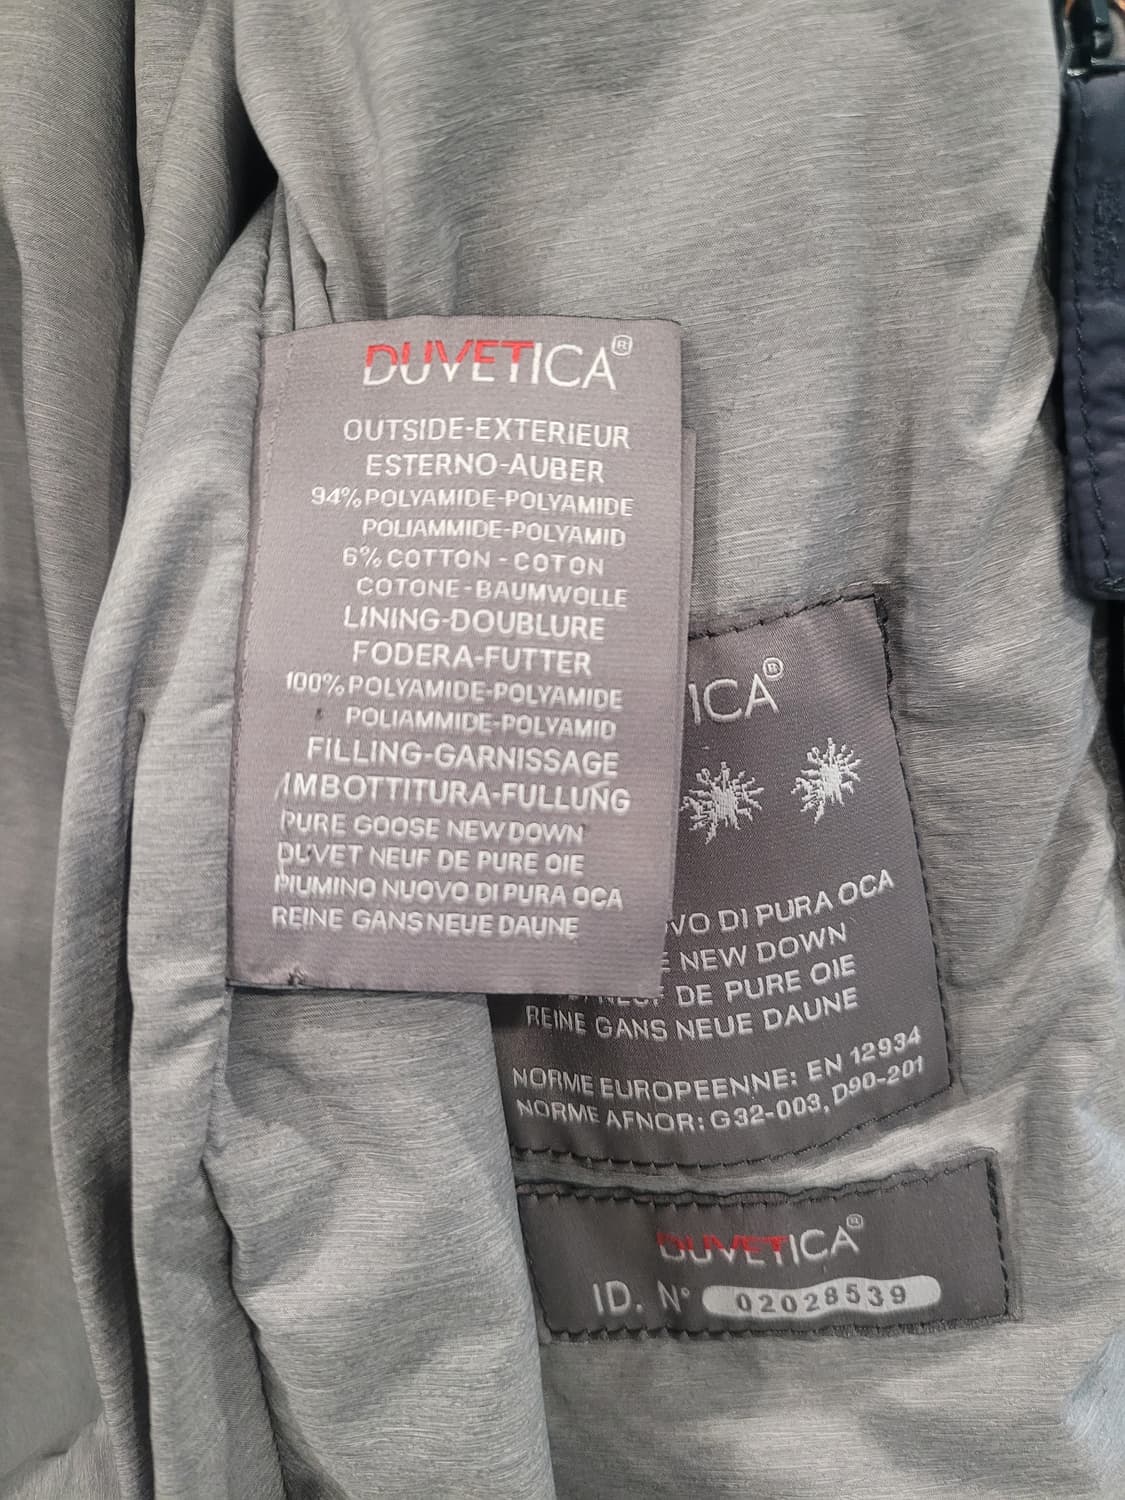 DUVETICA®
OUTSIDE-EXTERIEUR
ESTERNO-AUBER
94% POLYAMIDE-POLYAMIDE
POLIAMMIDE-POLYAMID
6% COTTON - COTON
COTONE - BAUMWOLLE
LINING-DOUBLURE
FODERA-FUTTER
100% POLYAMIDE-POLYAMIDE
POLIAMMIDE-POLYAMID
FILLING-GARNISSAGE
IMBOTTITURA-FULLUNG
PURE GOOSE NEW DOWN
DUVET NEUF DE PURE OIE
PIUMINO NUOVO DI PURA OCA
REINE GANS NEUE DAUNE
ICA®
VO DI PURA OCA
E NEW DOWN
NEUF DE PURE OIE
REINE GANS NEUE DAUNE
NORME EUROPEENNE: EN 12934
NORME AFNOR: G32-003, D90-201
DUVETICA®
ID. N° 02028539